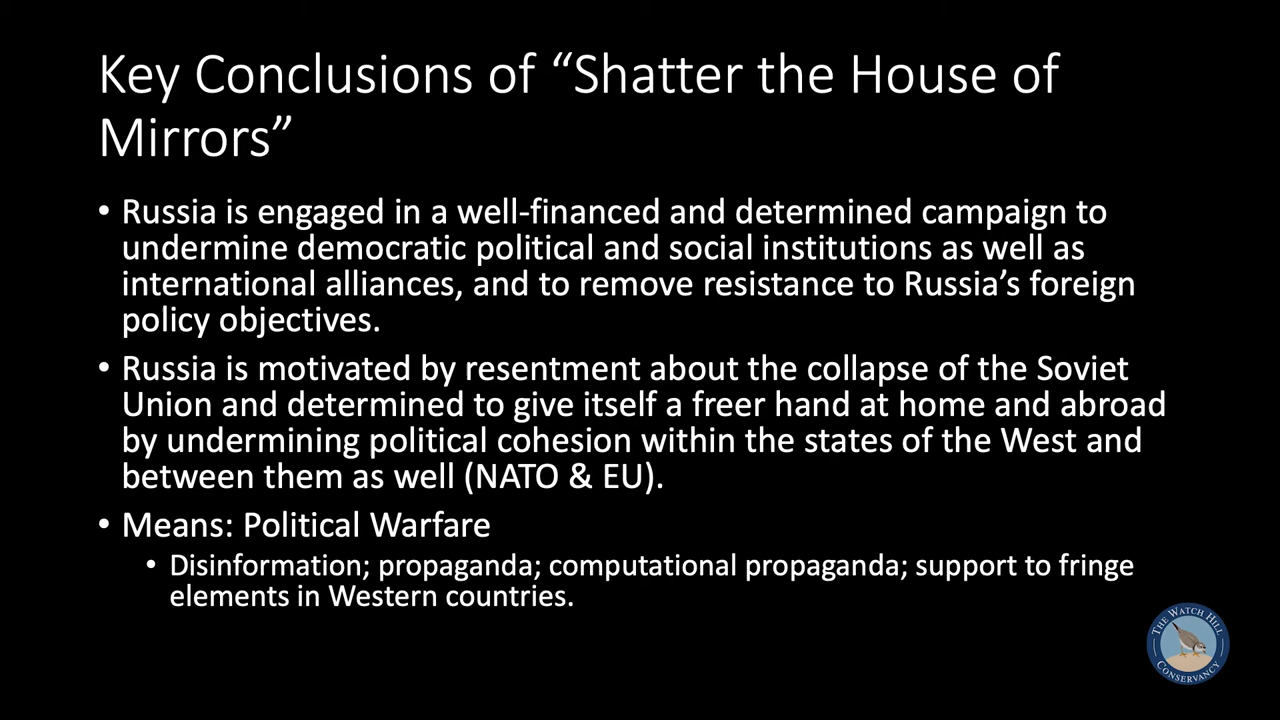 Key Conclusions of “Shatter the House of
Mirrors”
• Russia is engaged in a well-financed and determined campaign to
undermine democratic political and social institutions as well as
international alliances, and to remove resistance to Russia’s foreign
policy objectives.
• Russia is motivated by resentment about the collapse of the Soviet
Union and determined to give itself a freer hand at home and abroad
by undermining political cohesion within the states of the West and
between them as well (NATO & EU).
• Means: Political Warfare
• Disinformation; propaganda; computational propaganda; support to fringe
elements in Western countries.
THE WATCH HILL
CONSERVANCY